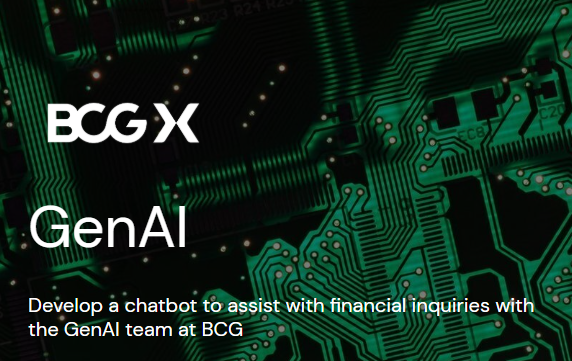 BCG X
GenAI
Develop a chatbot to assist with financial inquiries with
the GenAI team at BCG